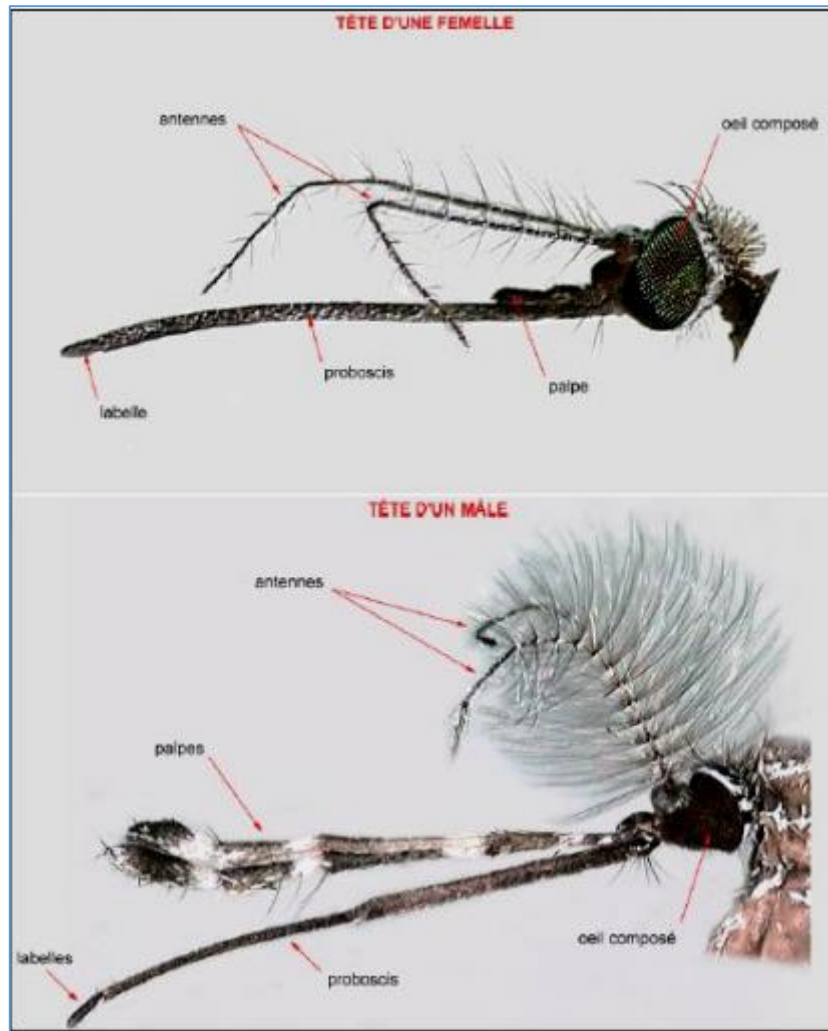 TÊTE D'UNE FEMELLE
antennes
oeil composé
proboscis
palpe
labelle
TÊTE D'UN MÂLE
antennes
palpes
oeil composé
labelles
proboscis